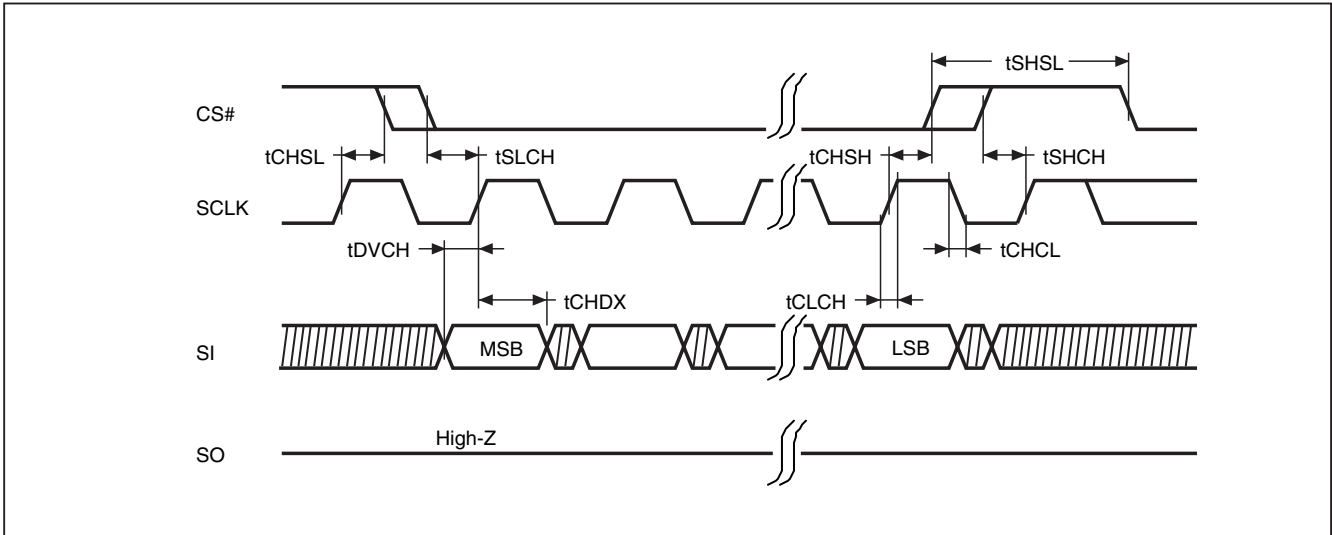 tSHSL
CS#
tCHSL
tSLCH
tCHSH
tSHCH
SCLK
tDVCH
tCHCL
tCHDX
tCLCH
SI
MSB
LSB
High-Z
SO